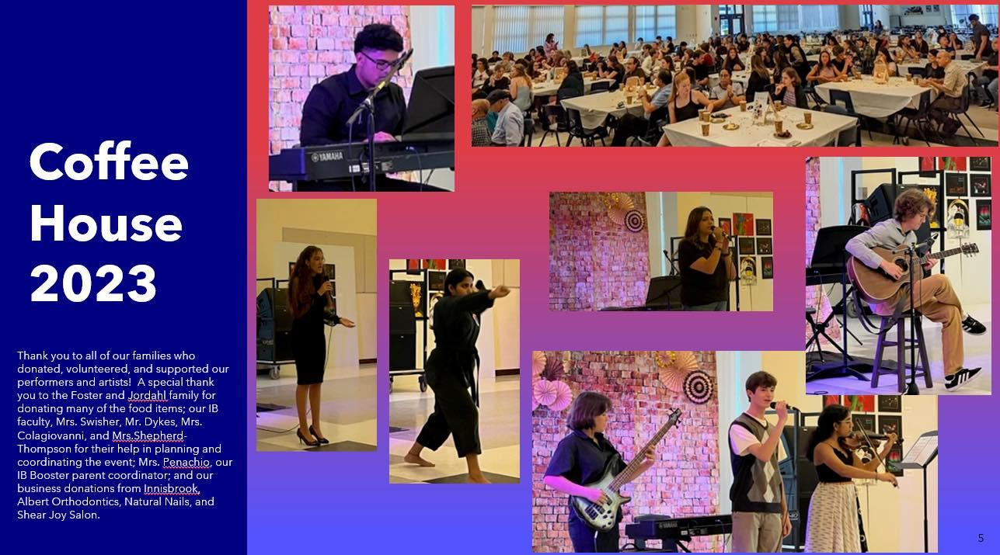 Coffee
House
2023
Thank you to all of our families who
donated, volunteered, and supported our
performers and artists!  A special thank
you to the Foster and Jordahl family for
donating many of the food items; our IB
faculty, Mrs. Swisher, Mr. Dykes, Mrs.
Colagiovanni, and Mrs.Shepherd-
Thompson for their help in planning and
coordinating the event; Mrs. Penachio, our
IB Booster parent coordinator; and our
business donations from Innisbrook,
Albert Orthodontics, Natural Nails, and
Shear Joy Salon.
YAMAHA
YAMAHA
5